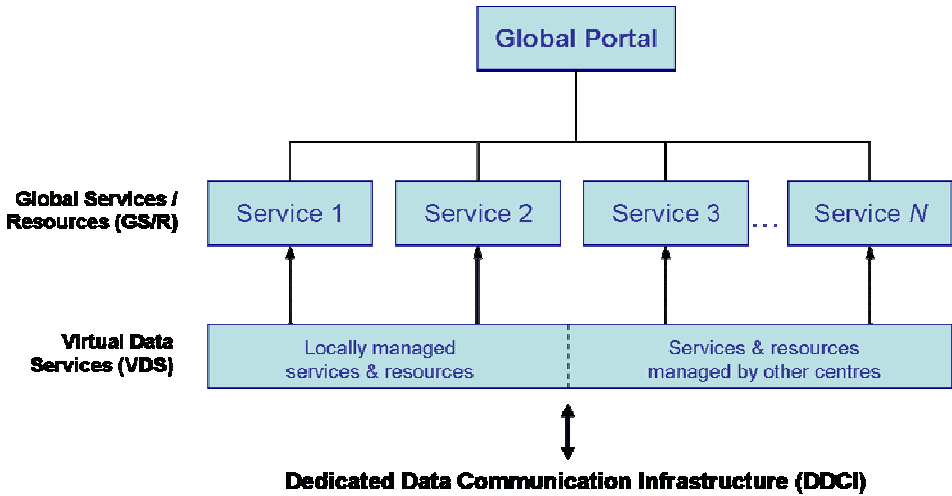 Global Portal
Global Services /
Resources (GS/R)
Service 1
Service 2
Service 3
...
Service N
Virtual Data
Services (VDS)
Locally managed
services & resources
Services & resources
managed by other centres
Dedicated Data Communication Infrastructure (DDCI)